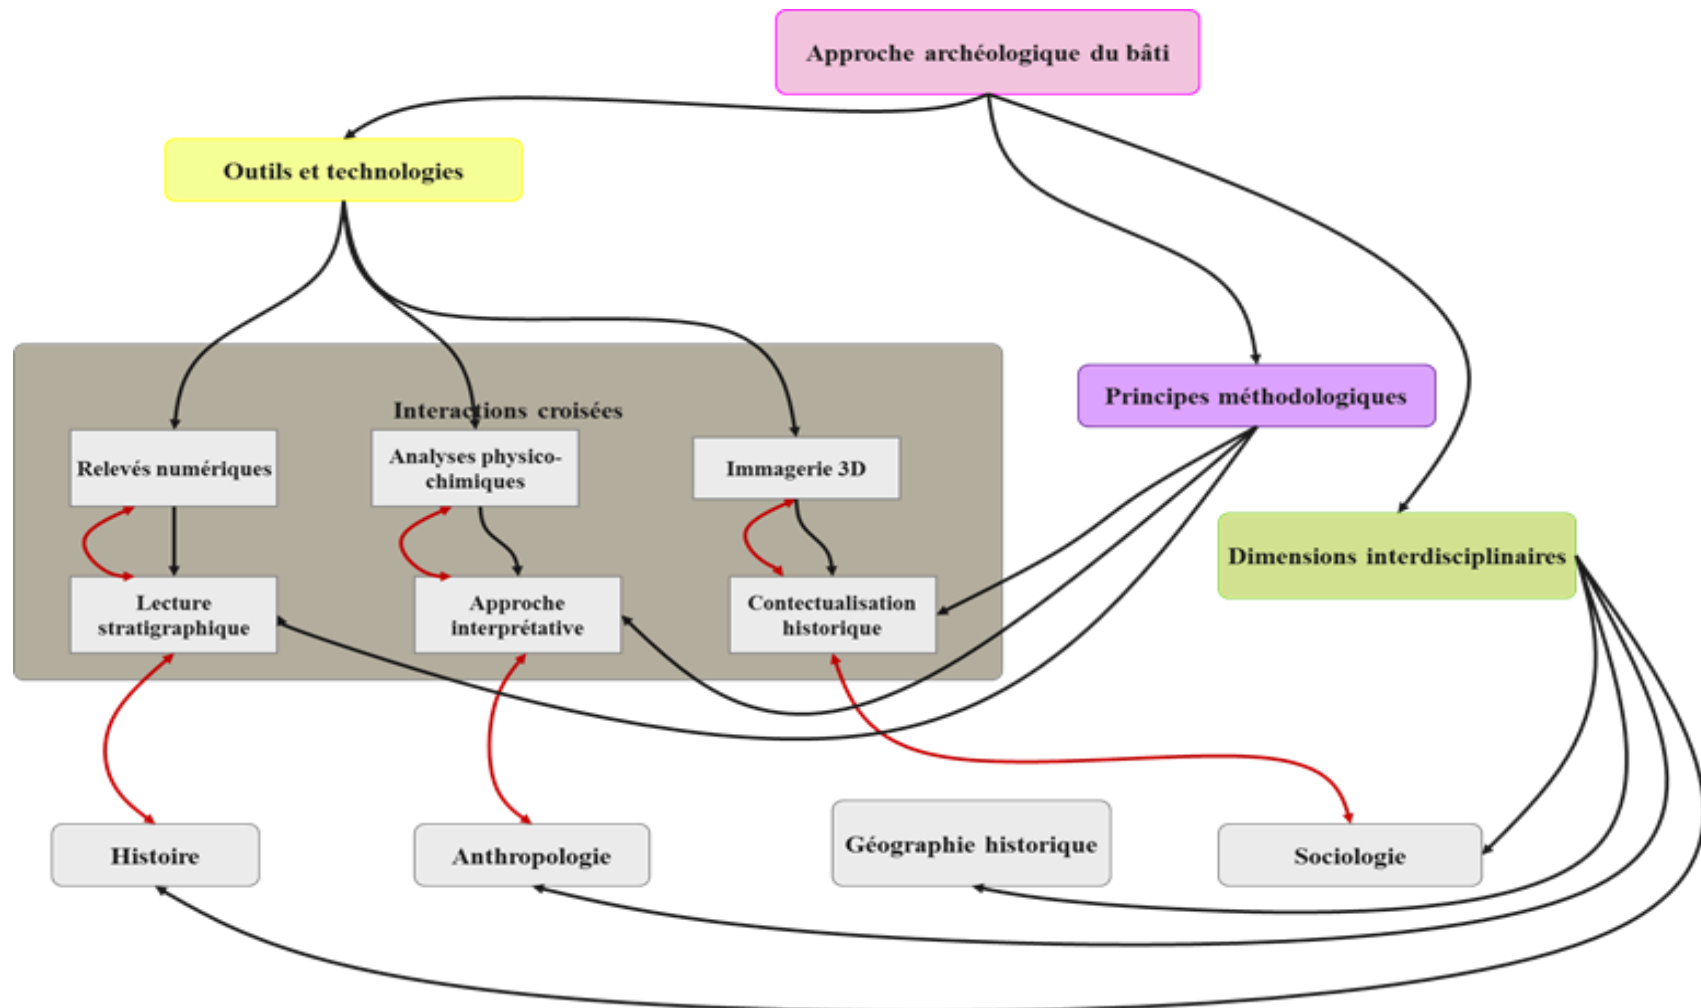 Approche archéologique du bâti
Outils et technologies
Principes méthodologiques
Interactions croisées
Relevés numériques
Analyses physico-
chimiques
Immagerie 3D
Dimensions interdisciplinaires
Lecture
stratigraphique
Approche
interprétative
Contectualisation
historique
Histoire
Anthropologie
Géographie historique
Sociologie